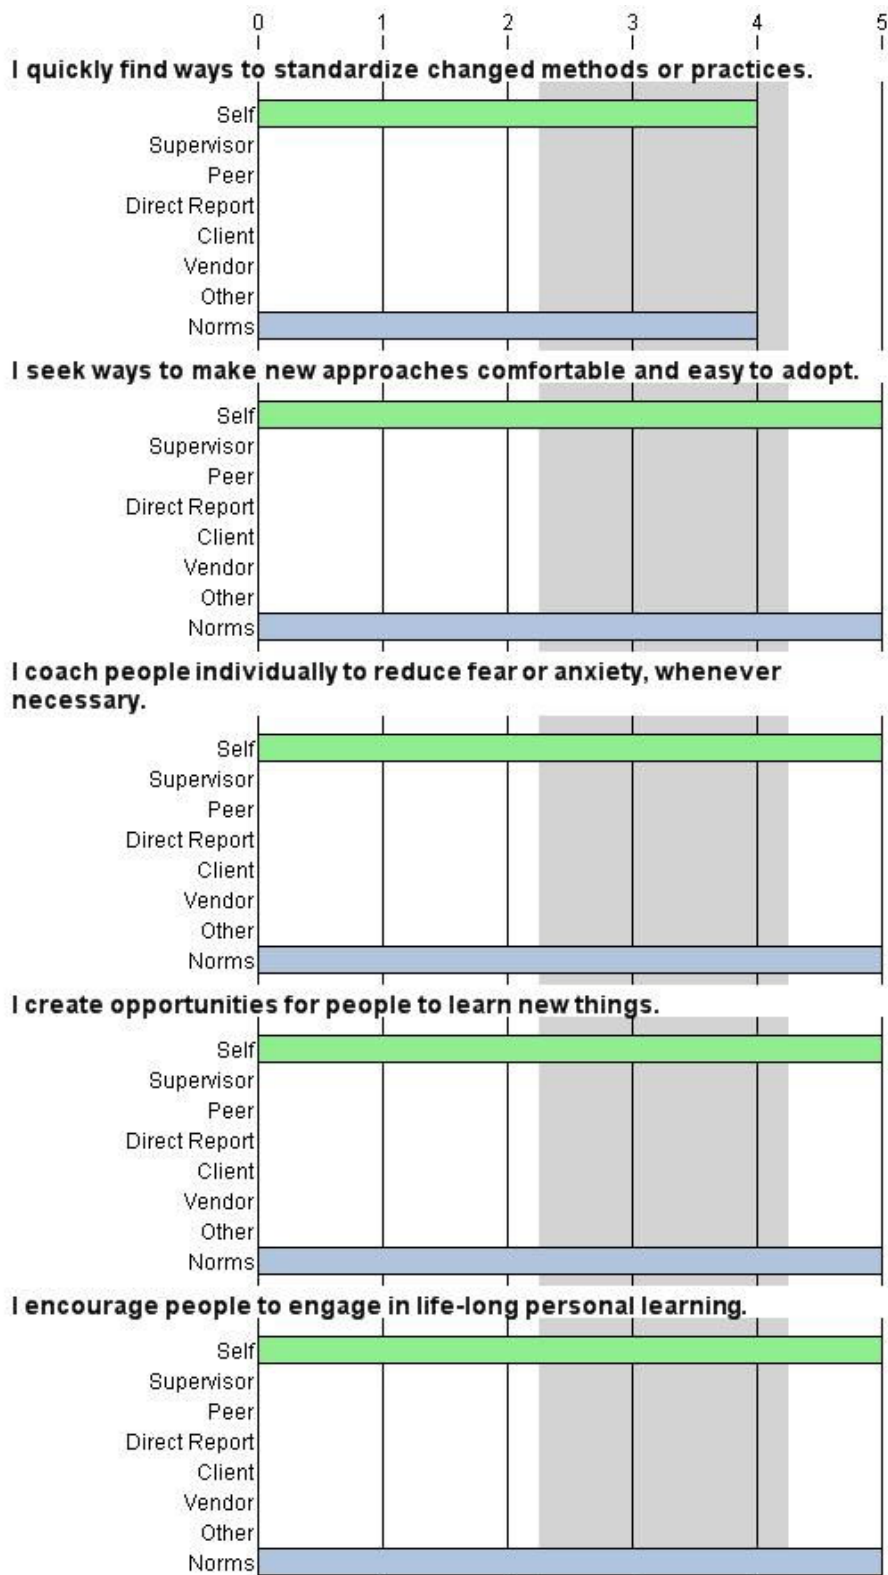 0 1 2 3 4 5
I quickly find ways to standardize changed methods or practices.
Self
Supervisor
Peer
Direct Report
Client
Vendor
Other
Norms
I seek ways to make new approaches comfortable and easy to adopt.
Self
Supervisor
Peer
Direct Report
Client
Vendor
Other
Norms
I coach people individually to reduce fear or anxiety, whenever
necessary.
Self
Supervisor
Peer
Direct Report
Client
Vendor
Other
Norms
I create opportunities for people to learn new things.
Self
Supervisor
Peer
Direct Report
Client
Vendor
Other
Norms
I encourage people to engage in life-long personal learning.
Self
Supervisor
Peer
Direct Report
Client
Vendor
Other
Norms